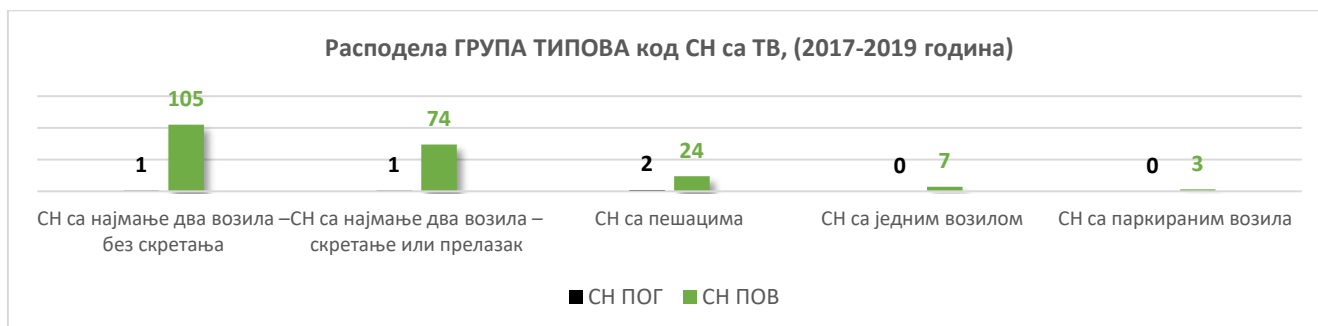 Расподела ГРУПА ТИПОВА код СН са ТВ, (2017-2019 година)
105
74
1
1
2
24
0
7
0
3
СН са најмање два возила –
без скретања
СН са најмање два возила –
скретање или прелазак
СН са пешацима
СН са једним возилом
СН са паркираним возила
СН ПОГ
СН ПОВ